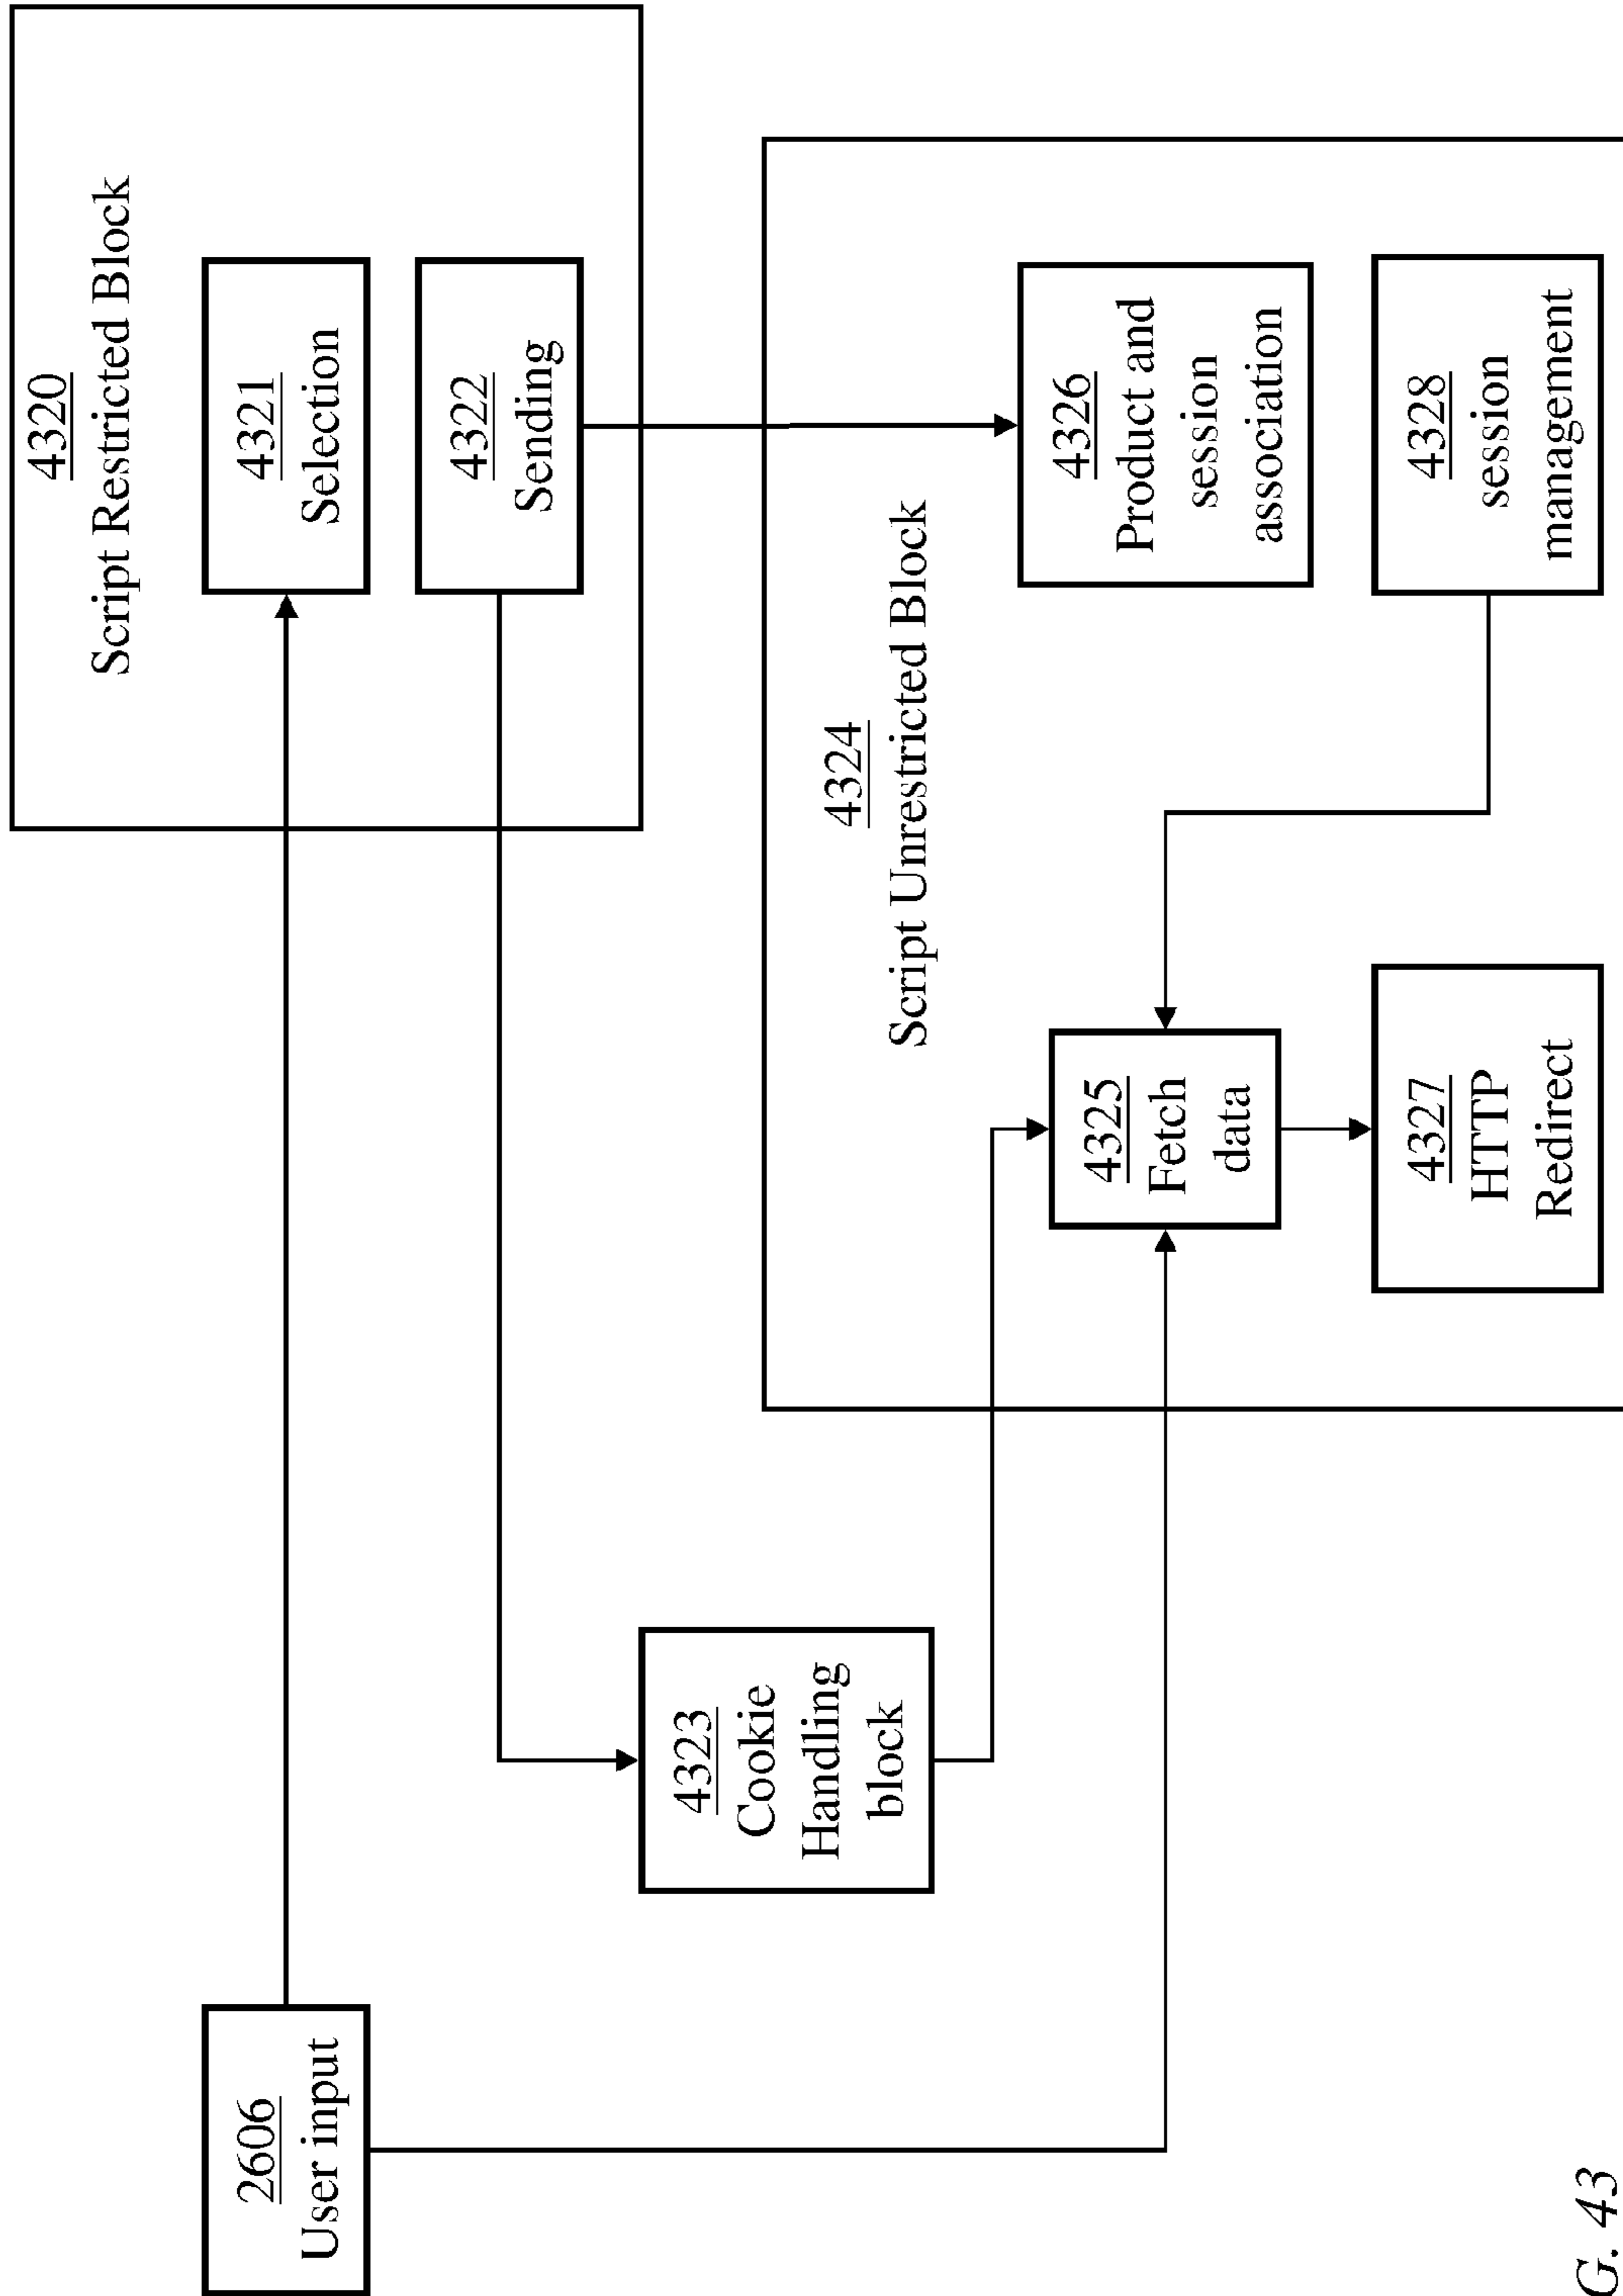 2606
User input
4320
Script Restricted Block
4321
Selection
4322
Sending
4323
Cookie
Handling
block
4324
Script Unrestricted Block
4325
Fetch
data
4326
Product and
session
association
4327
HTTP
Redirect
4328
session
management
G. 43